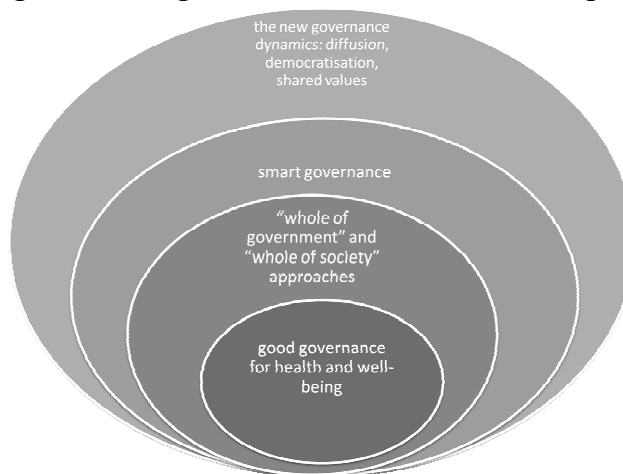 the new governance
dynamics: diffusion,
democratisation,
shared values
smart governance
“whole of
government” and
“whole of society”
approaches
good governance
for health and well-
being